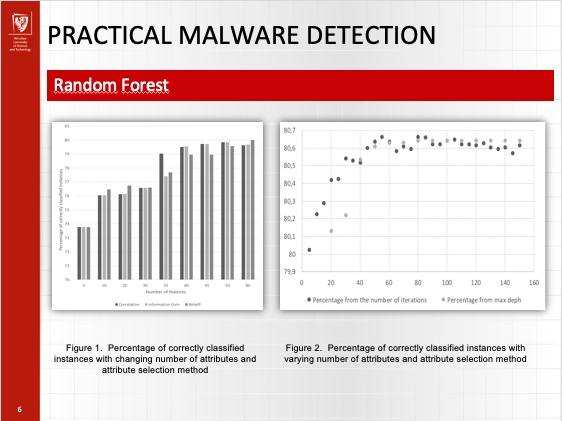 Wrocław
University
of Science
and Technology
PRACTICAL MALWARE DETECTION
Random Forest
81
80
79
78
77
76
75
74
73
72
71
70
Percentage of correctly classified instances
5 10 20 30 35 40 45 50 60
Number of features
Correlation Information Gain Relieff
80,7
80,6
80,5
80,4
80,3
80,2
80,1
80
79,9
0 20 40 60 80 100 120 140 160
Percentage from the number of iterations Percentage from max deph
Figure 1. Percentage of correctly classified
instances with changing number of attributes and
attribute selection method
Figure 2. Percentage of correctly classified instances with
varying number of attributes and attribute selection method
6